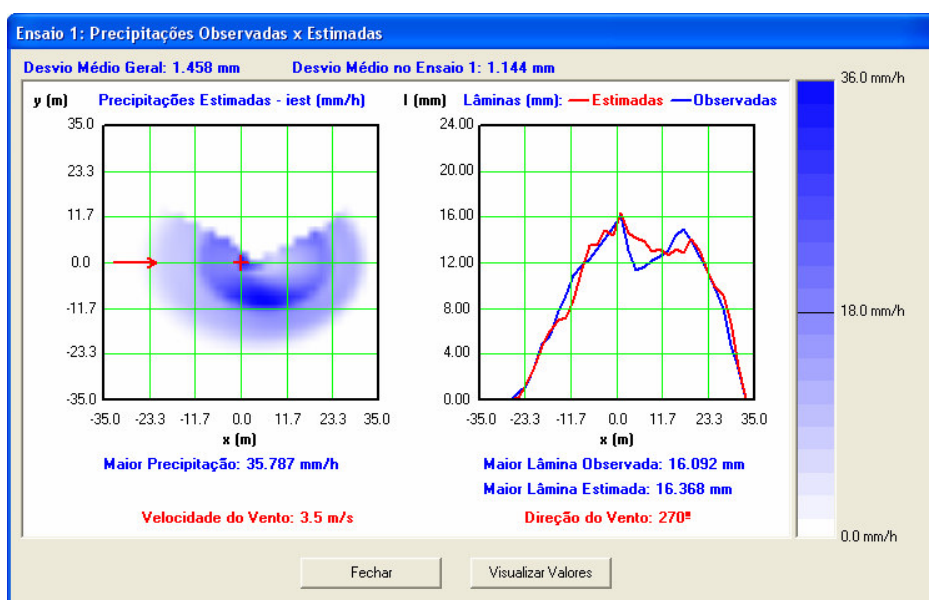 Ensaio 1: Precipitações Observadas x Estimadas
Desvio Médio Geral: 1.458 mm Desvio Médio no Ensaio 1: 1.144 mm
y (m) Precipitações Estimadas - iest (mm/h)
35.0
23.3
11.7
0.0
-11.7
-23.3
-35.0
-35.0 -23.3 -11.7 0.0 11.7 23.3 35.0
x (m)
Maior Precipitação: 35.787 mm/h
Velocidade do Vento: 3.5 m/s
l (mm) Lâminas (mm): Estimadas Observadas
24.00
20.00
16.00
12.00
8.00
4.00
0.00
-35.0 -23.3 -11.7 0.0 11.7 23.3 35.0
x (m)
Maior Lâmina Observada: 16.092 mm
Maior Lâmina Estimada: 16.368 mm
Direção do Vento: 270º
36.0 mm/h
18.0 mm/h
0.0 mm/h
Fechar Visualizar Valores